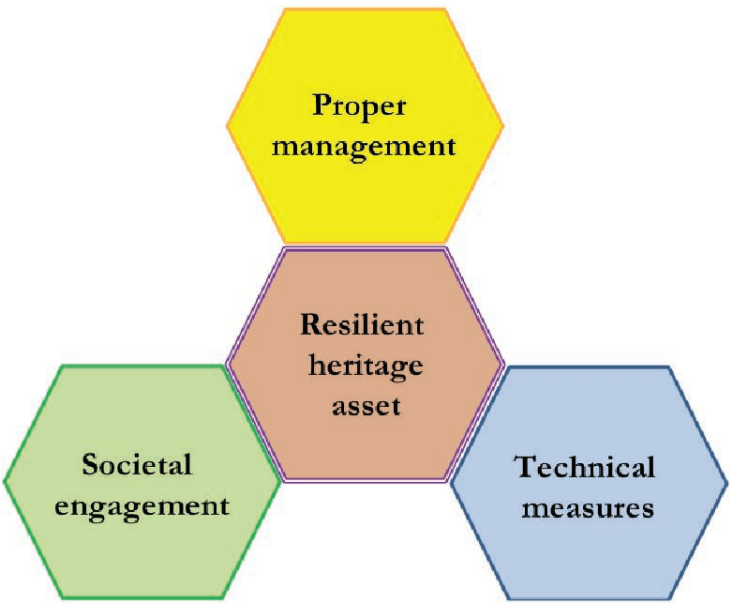 Proper
management
Resilient
heritage
asset
Societal
engagement
Technical
measures